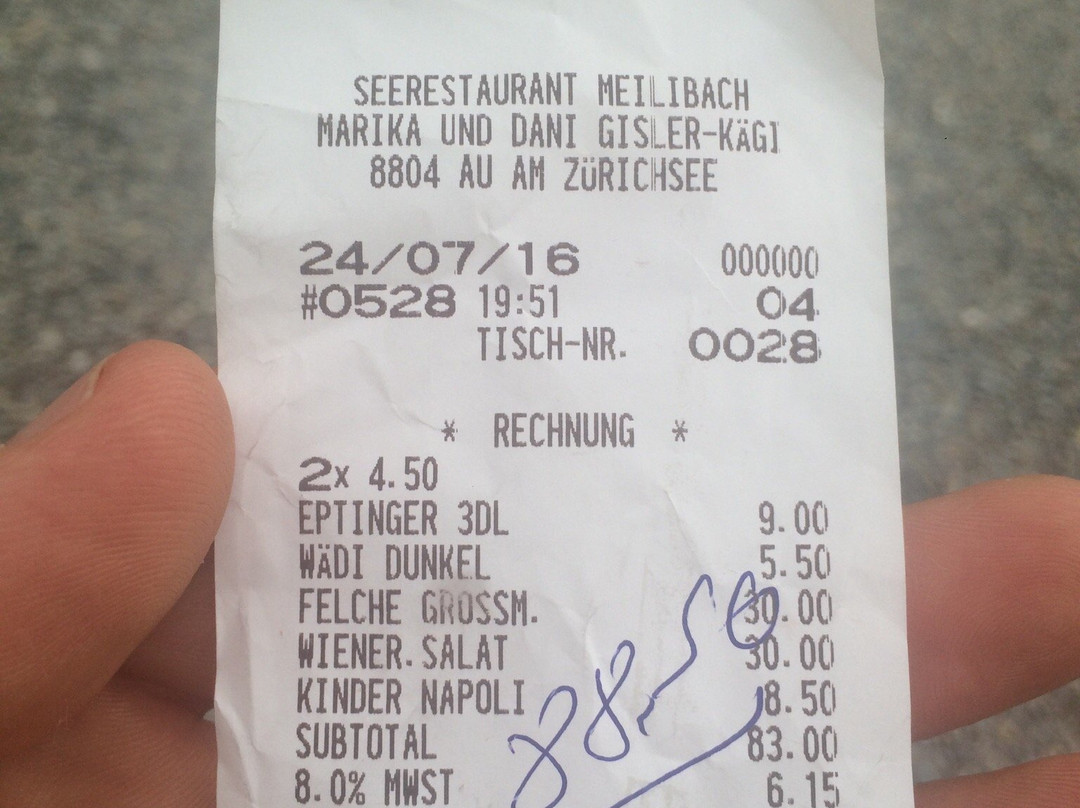 SEERESTAURANT MEILIBACH
MARIKA UND DANI GISLER-KÄGI
8804 AU AM ZÜRICHSEE
24/07/16 000000
#0528 19:51 04
TISCH-NR. 0028
* RECHNUNG *
2x 4.50
EPTINGER 3DL 9.00
WÄDI DUNKEL 5.50
FELCHE GROSSM. 30.00
WIENER.SALAT 30.00
KINDER NAPOLI 8.50
SUBTOTAL 83.00
8.0% MWST 6.15
88.50